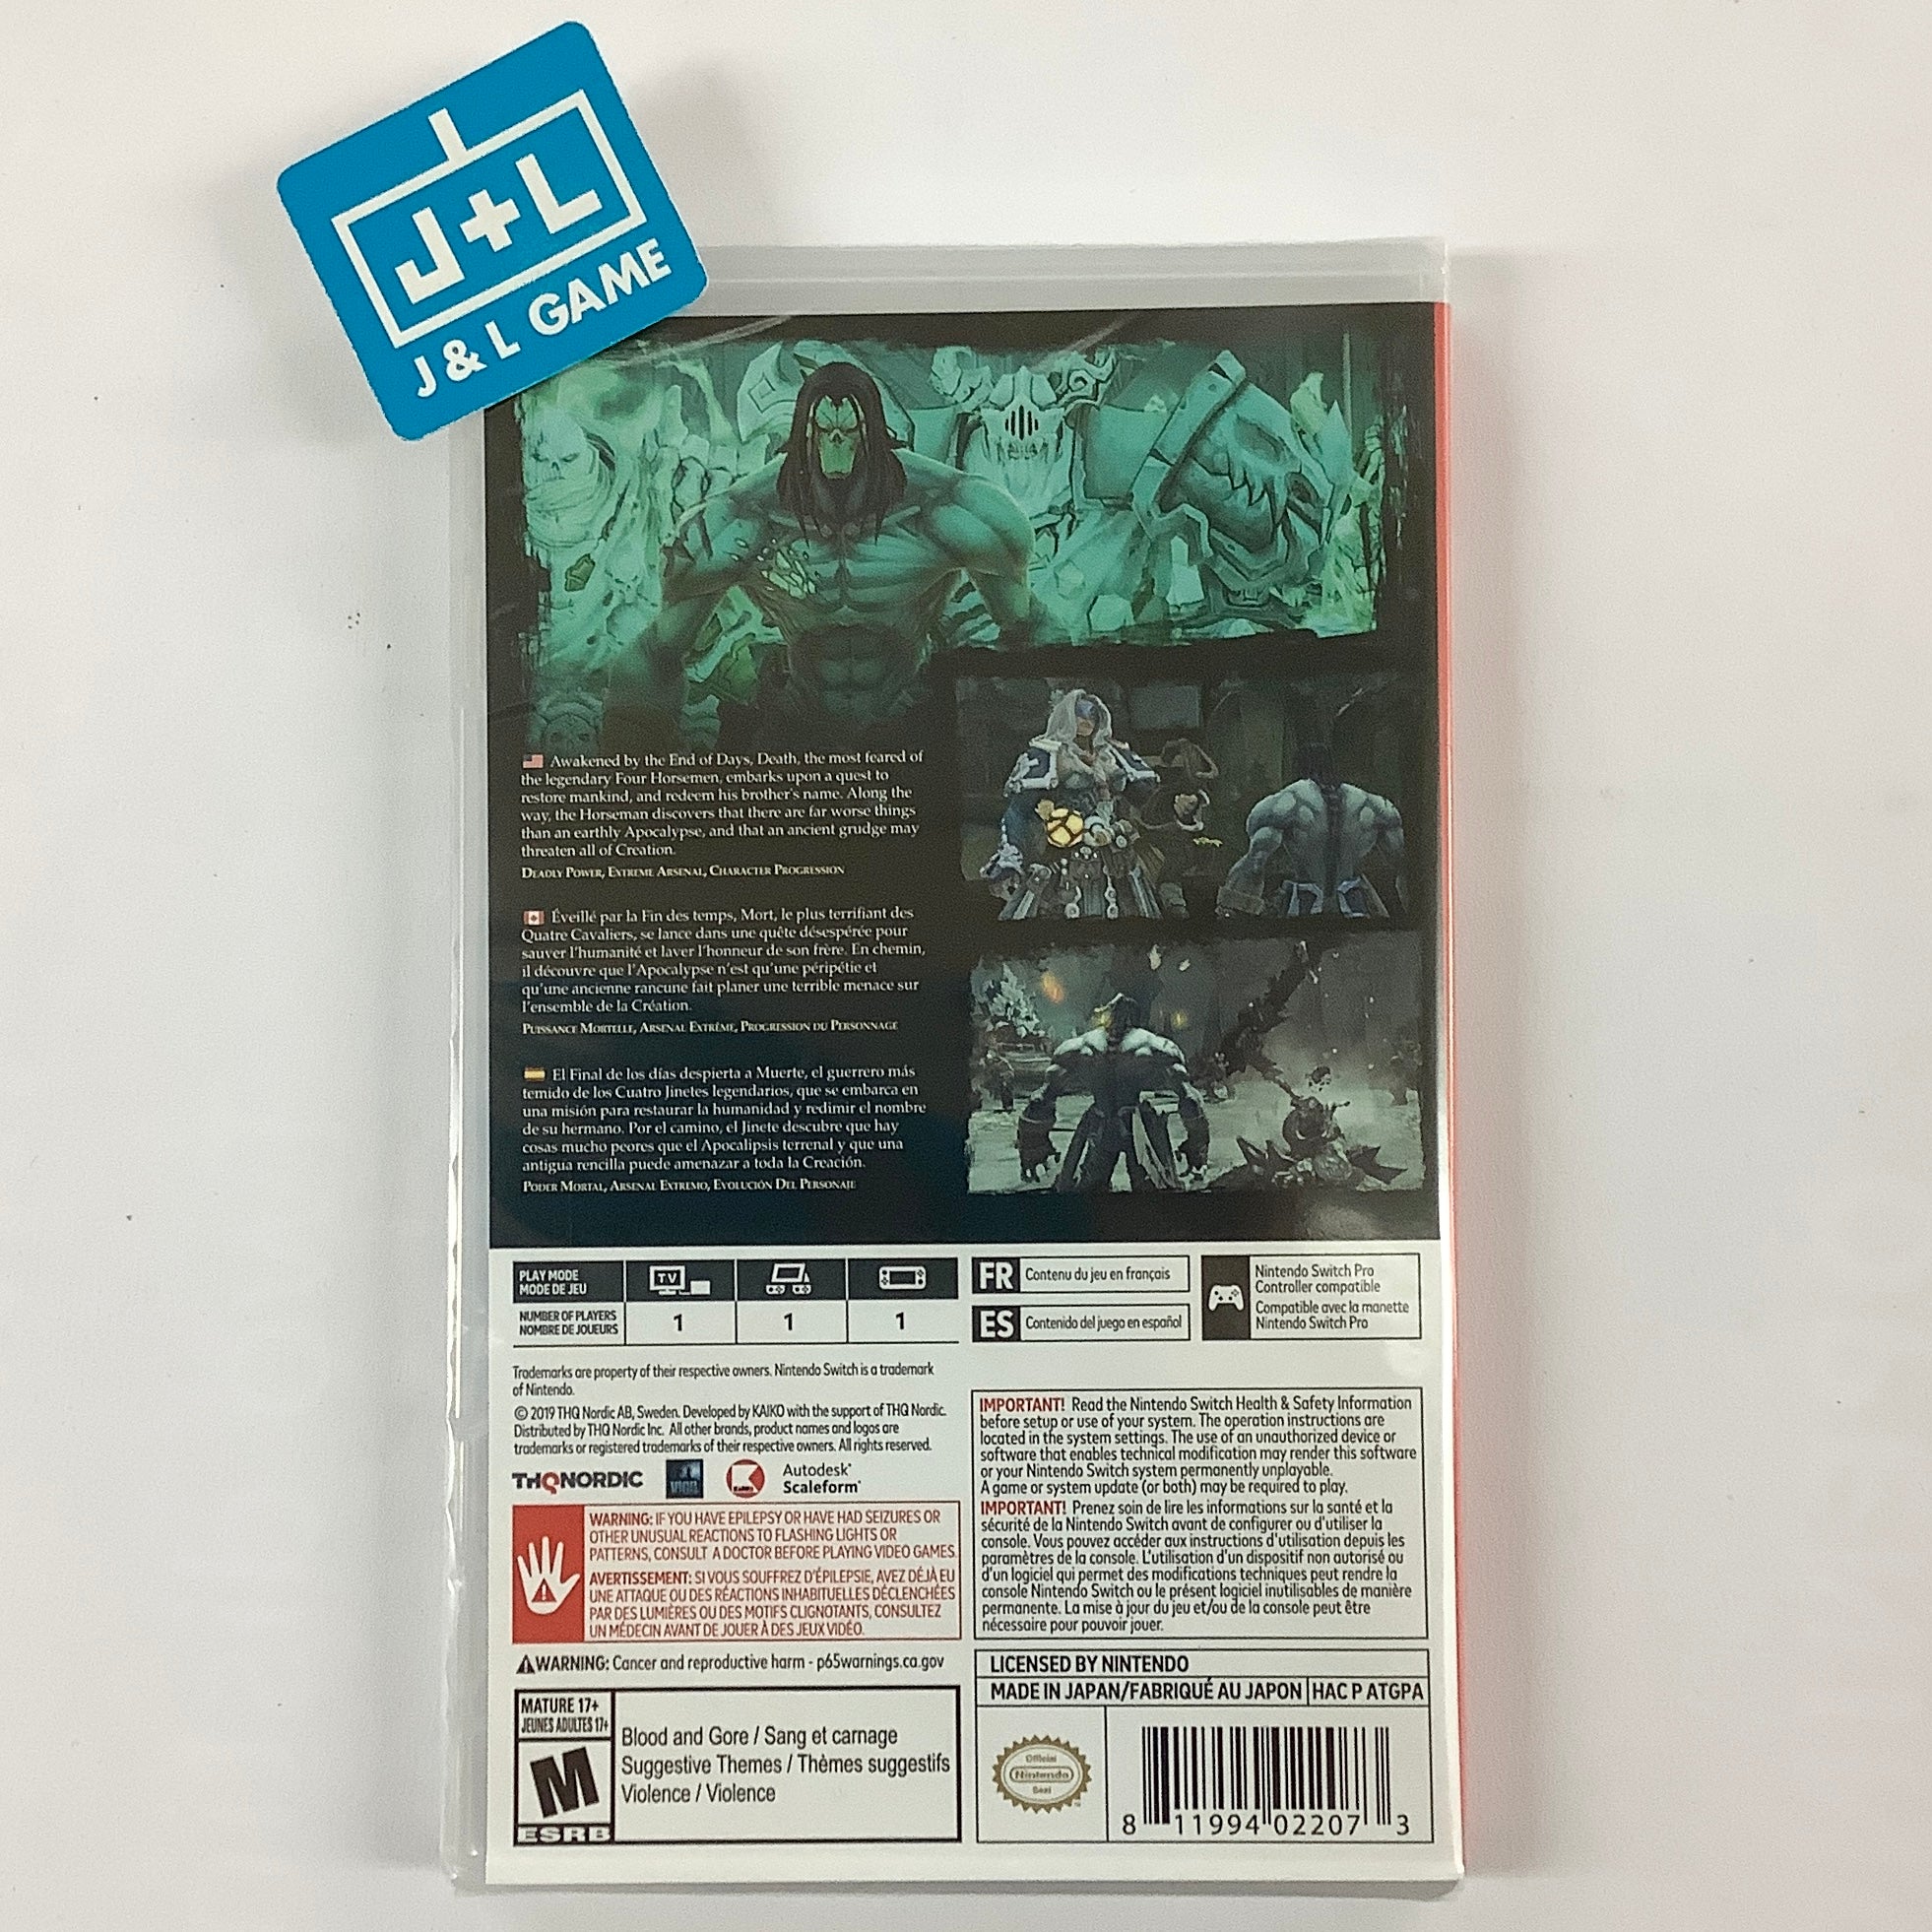 J+L
J & L GAME
Awakened by the End of Days, Death, the most feared of
the legendary Four Horsemen, embarks upon a quest to
restore mankind, and redeem his brother's name. Along the
way, the Horseman discovers that there are far worse things
than an earthly Apocalypse, and that an ancient grudge may
threaten all of Creation.
Deadly Power, Extreme Arsenal, Character Progression
Éveillé par la Fin des temps, Mort, le plus terrifiant des
Quatre Cavaliers, se lance dans une quête désespérée pour
sauver l'humanité et laver l'honneur de son frère. En chemin,
il découvre que l'Apocalypse n'est qu'une péripétie et
qu'une ancienne rancune fait planer une terrible menace sur
l'ensemble de la Création.
Puissance Mortelle, Arsenal Extrême, Progression du Personnage
El Final de los días despierta a Muerte, el guerrero más
temido de los Cuatro Jinetes legendarios, que se embarca en
una misión para restaurar la humanidad y redimir el nombre
de su hermano. Por el camino, el Jinete descubre que hay
cosas mucho peores que el Apocalipsis terrenal y que una
antigua rencilla puede amenazar a toda la Creación.
Poder Mortal, Arsenal Extremo, Evolución Del Personaje
PLAY MODE
MODE DE JEU
TV
NUMBER OF PLAYERS
NOMBRE DE JOUEURS
1 1 1
FR Contenu du jeu en français
ES Contenido del juego en español
Nintendo Switch Pro
Controller compatible
Compatible avec la manette
Nintendo Switch Pro
Trademarks are property of their respective owners. Nintendo Switch is a trademark
of Nintendo.
© 2019 THQ Nordic AB, Sweden. Developed by KAIKO with the support of THQ Nordic.
Distributed by THQ Nordic Inc. All other brands, product names and logos are
trademarks or registered trademarks of their respective owners. All rights reserved.
THQNORDIC
VIGIL
Autodesk®
Scaleform®
WARNING: IF YOU HAVE EPILEPSY OR HAVE HAD SEIZURES OR
OTHER UNUSUAL REACTIONS TO FLASHING LIGHTS OR
PATTERNS, CONSULT A DOCTOR BEFORE PLAYING VIDEO GAMES.
AVERTISSEMENT: SI VOUS SOUFFREZ D'ÉPILEPSIE, AVEZ DÉJÀ EU
UNE ATTAQUE OU DES RÉACTIONS INHABITUELLES DÉCLENCHÉES
PAR DES LUMIÈRES OU DES MOTIFS CLIGNOTANTS, CONSULTEZ
UN MÉDECIN AVANT DE JOUER À DES JEUX VIDÉO.
WARNING: Cancer and reproductive harm - p65warnings.ca.gov
MATURE 17+
JEUNES ADULTES 17+
M
ESRB
Blood and Gore / Sang et carnage
Suggestive Themes / Thèmes suggestifs
Violence / Violence
IMPORTANT! Read the Nintendo Switch Health & Safety Information
before setup or use of your system. The operation instructions are
located in the system settings. The use of an unauthorized device or
software that enables technical modification may render this software
or your Nintendo Switch system permanently unplayable.
A game or system update (or both) may be required to play.
IMPORTANT! Prenez soin de lire les informations sur la santé et la
sécurité de la Nintendo Switch avant de configurer ou d'utiliser la
console. Vous pouvez accéder aux instructions d'utilisation depuis les
paramètres de la console. L'utilisation d'un dispositif non autorisé ou
d'un logiciel qui permet des modifications techniques peut rendre la
console Nintendo Switch ou le présent logiciel inutilisables de manière
permanente. La mise à jour du jeu et/ou de la console peut être
nécessaire pour pouvoir jouer.
LICENSED BY NINTENDO
MADE IN JAPAN/FABRIQUÉ AU JAPON HAC P ATGPA
Official
Nintendo
Seal
8 11994 02207 3